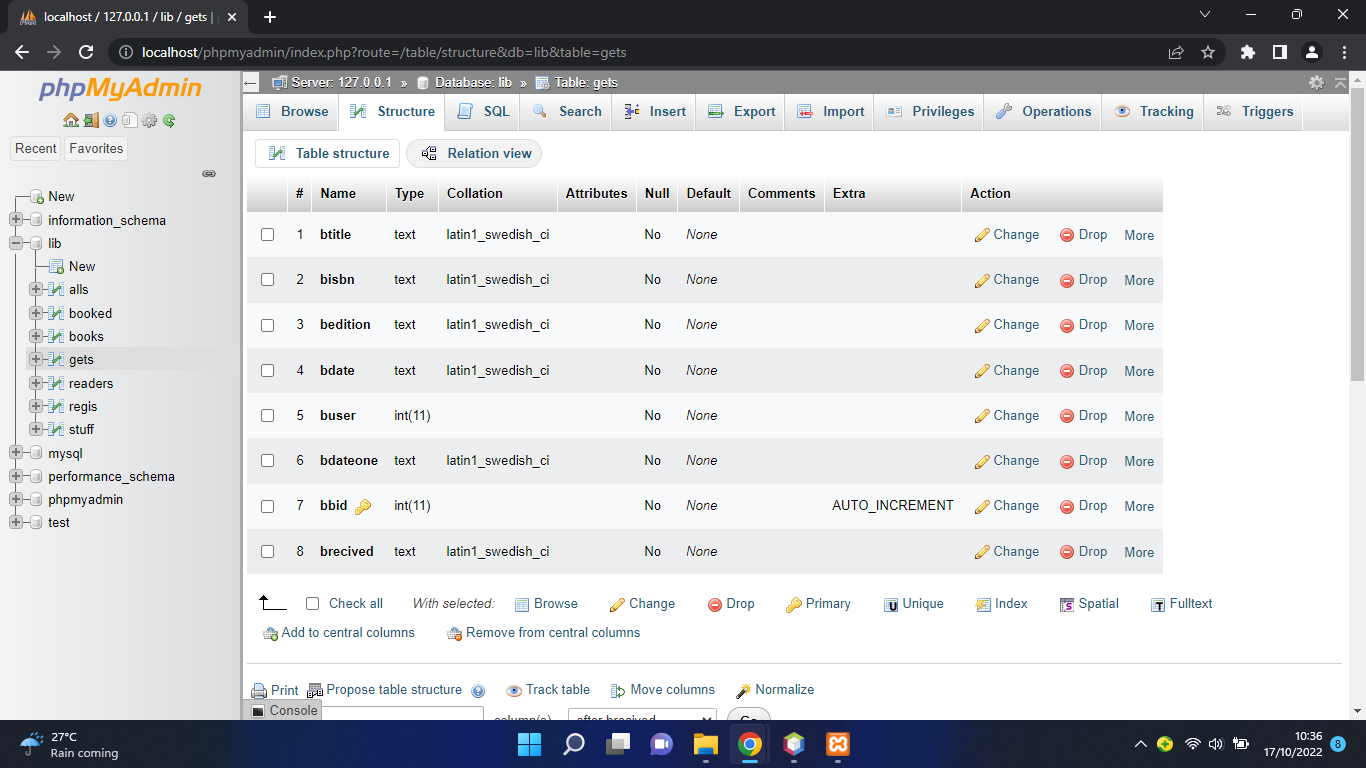 localhost / 127.0.0.1 / lib / gets |
localhost/phpmyadmin/index.php?route=/table/structure&db=lib&table=gets
phpMyAdmin
Recent Favorites
New
information_schema
lib
New
alls
booked
books
gets
readers
regis
stuff
mysql
performance_schema
phpmyadmin
test
Server: 127.0.0.1 » Database: lib » Table: gets
Browse Structure SQL Search Insert Export Import Privileges Operations Tracking Triggers
Table structure Relation view
# Name Type Collation Attributes Null Default Comments Extra Action
1 btitle text latin1_swedish_ci No None Change Drop More
2 bisbn text latin1_swedish_ci No None Change Drop More
3 bedition text latin1_swedish_ci No None Change Drop More
4 bdate text latin1_swedish_ci No None Change Drop More
5 buser int(11) No None Change Drop More
6 bdateone text latin1_swedish_ci No None Change Drop More
7 bbid int(11) No None AUTO_INCREMENT Change Drop More
8 brecived text latin1_swedish_ci No None Change Drop More
Check all With selected: Browse Change Drop Primary Unique Index Spatial Fulltext
Add to central columns Remove from central columns
Print Propose table structure Track table Move columns Normalize
Console column(s) after brecived Go
27°C
Rain coming
10:36
17/10/2022
8